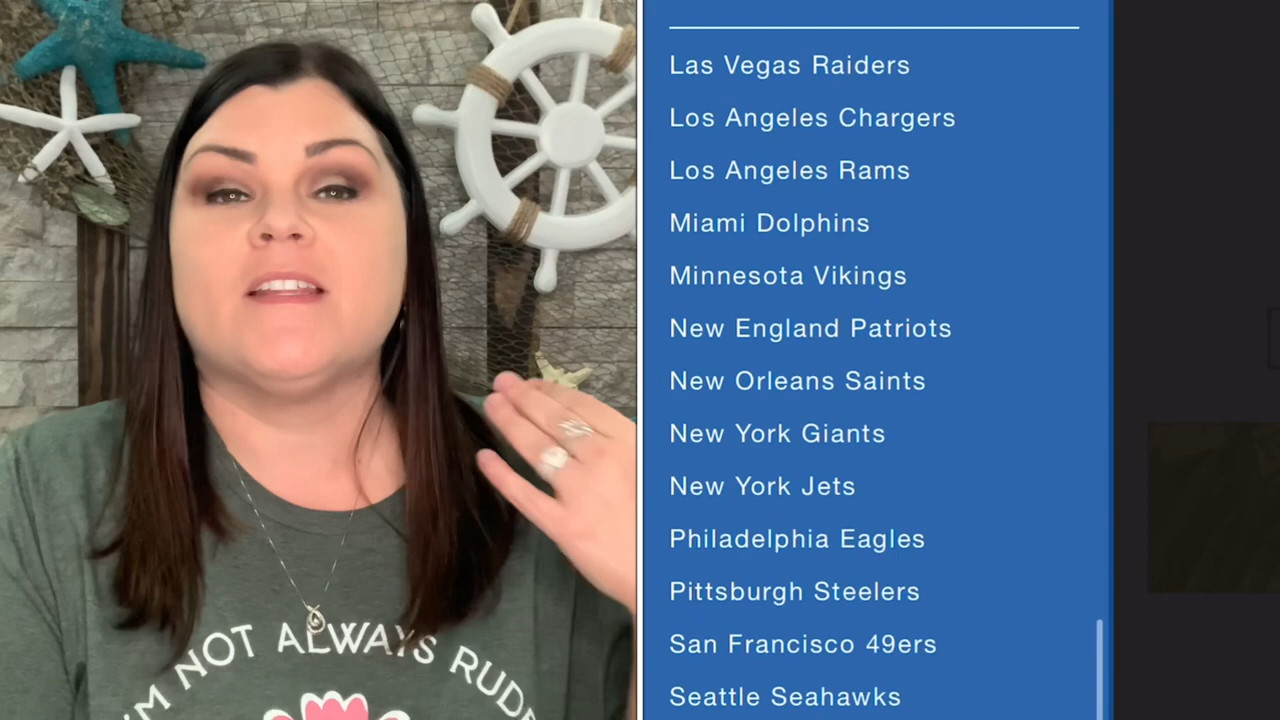 I'M NOT ALWAYS RUDE
Las Vegas Raiders
Los Angeles Chargers
Los Angeles Rams
Miami Dolphins
Minnesota Vikings
New England Patriots
New Orleans Saints
New York Giants
New York Jets
Philadelphia Eagles
Pittsburgh Steelers
San Francisco 49ers
Seattle Seahawks